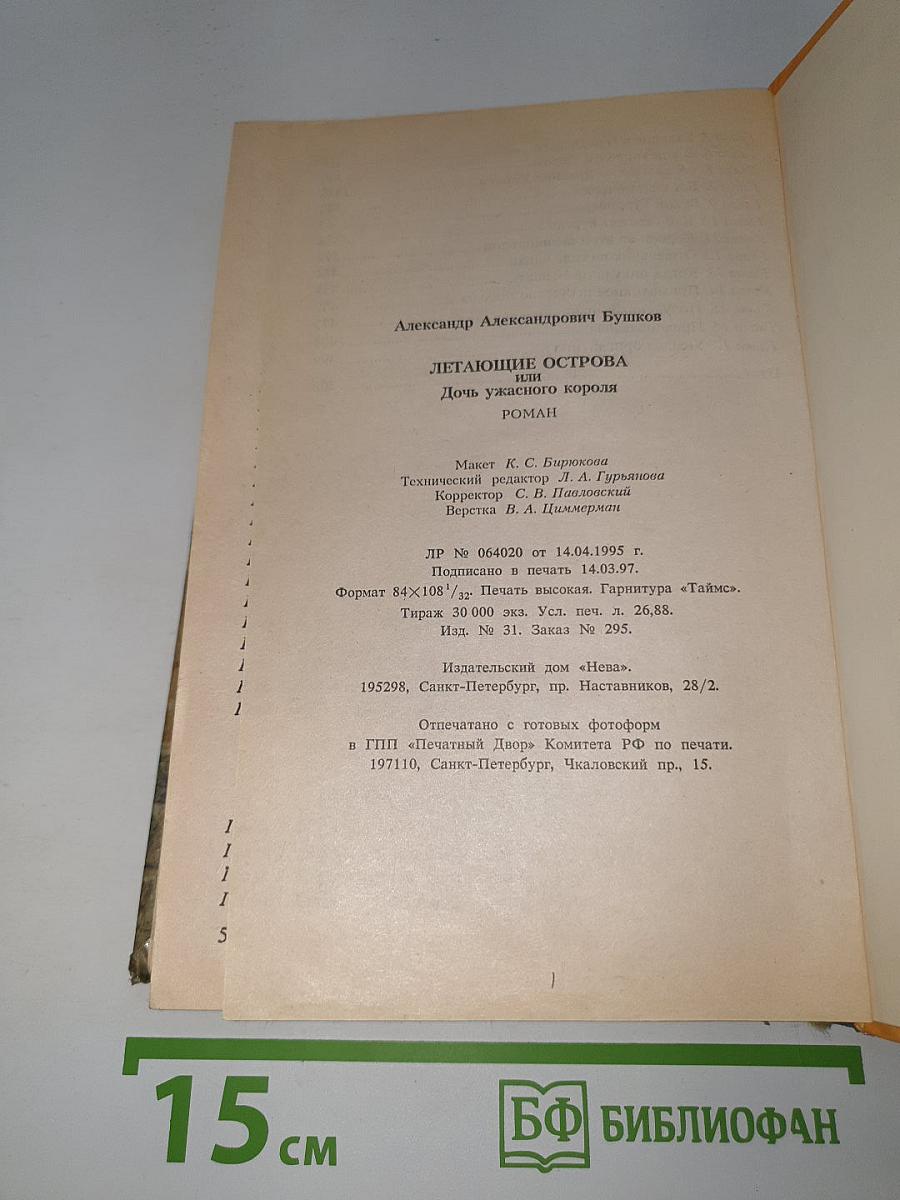 Александр Александрович Бушков
ЛЕТАЮЩИЕ ОСТРОВА
или
Дочь ужасного короля
РОМАН
Макет К. С. Бирюкова
Технический редактор Л. А. Гурьянова
Корректор С. В. Павловский
Верстка В. А. Циммерман
ЛР № 064020 от 14.04.1995 г.
Подписано в печать 14.03.97.
Формат 84×108 1/32. Печать высокая. Гарнитура «Таймс».
Тираж 30 000 экз. Усл. печ. л. 26,88.
Изд. № 31. Заказ № 295.
Издательский дом «Нева».
195298, Санкт-Петербург, пр. Наставников, 28/2.
Отпечатано с готовых фотоформ
в ГПП «Печатный Двор» Комитета РФ по печати.
197110, Санкт-Петербург, Чкаловский пр., 15.
15 см
БФ БИБЛИОФАН